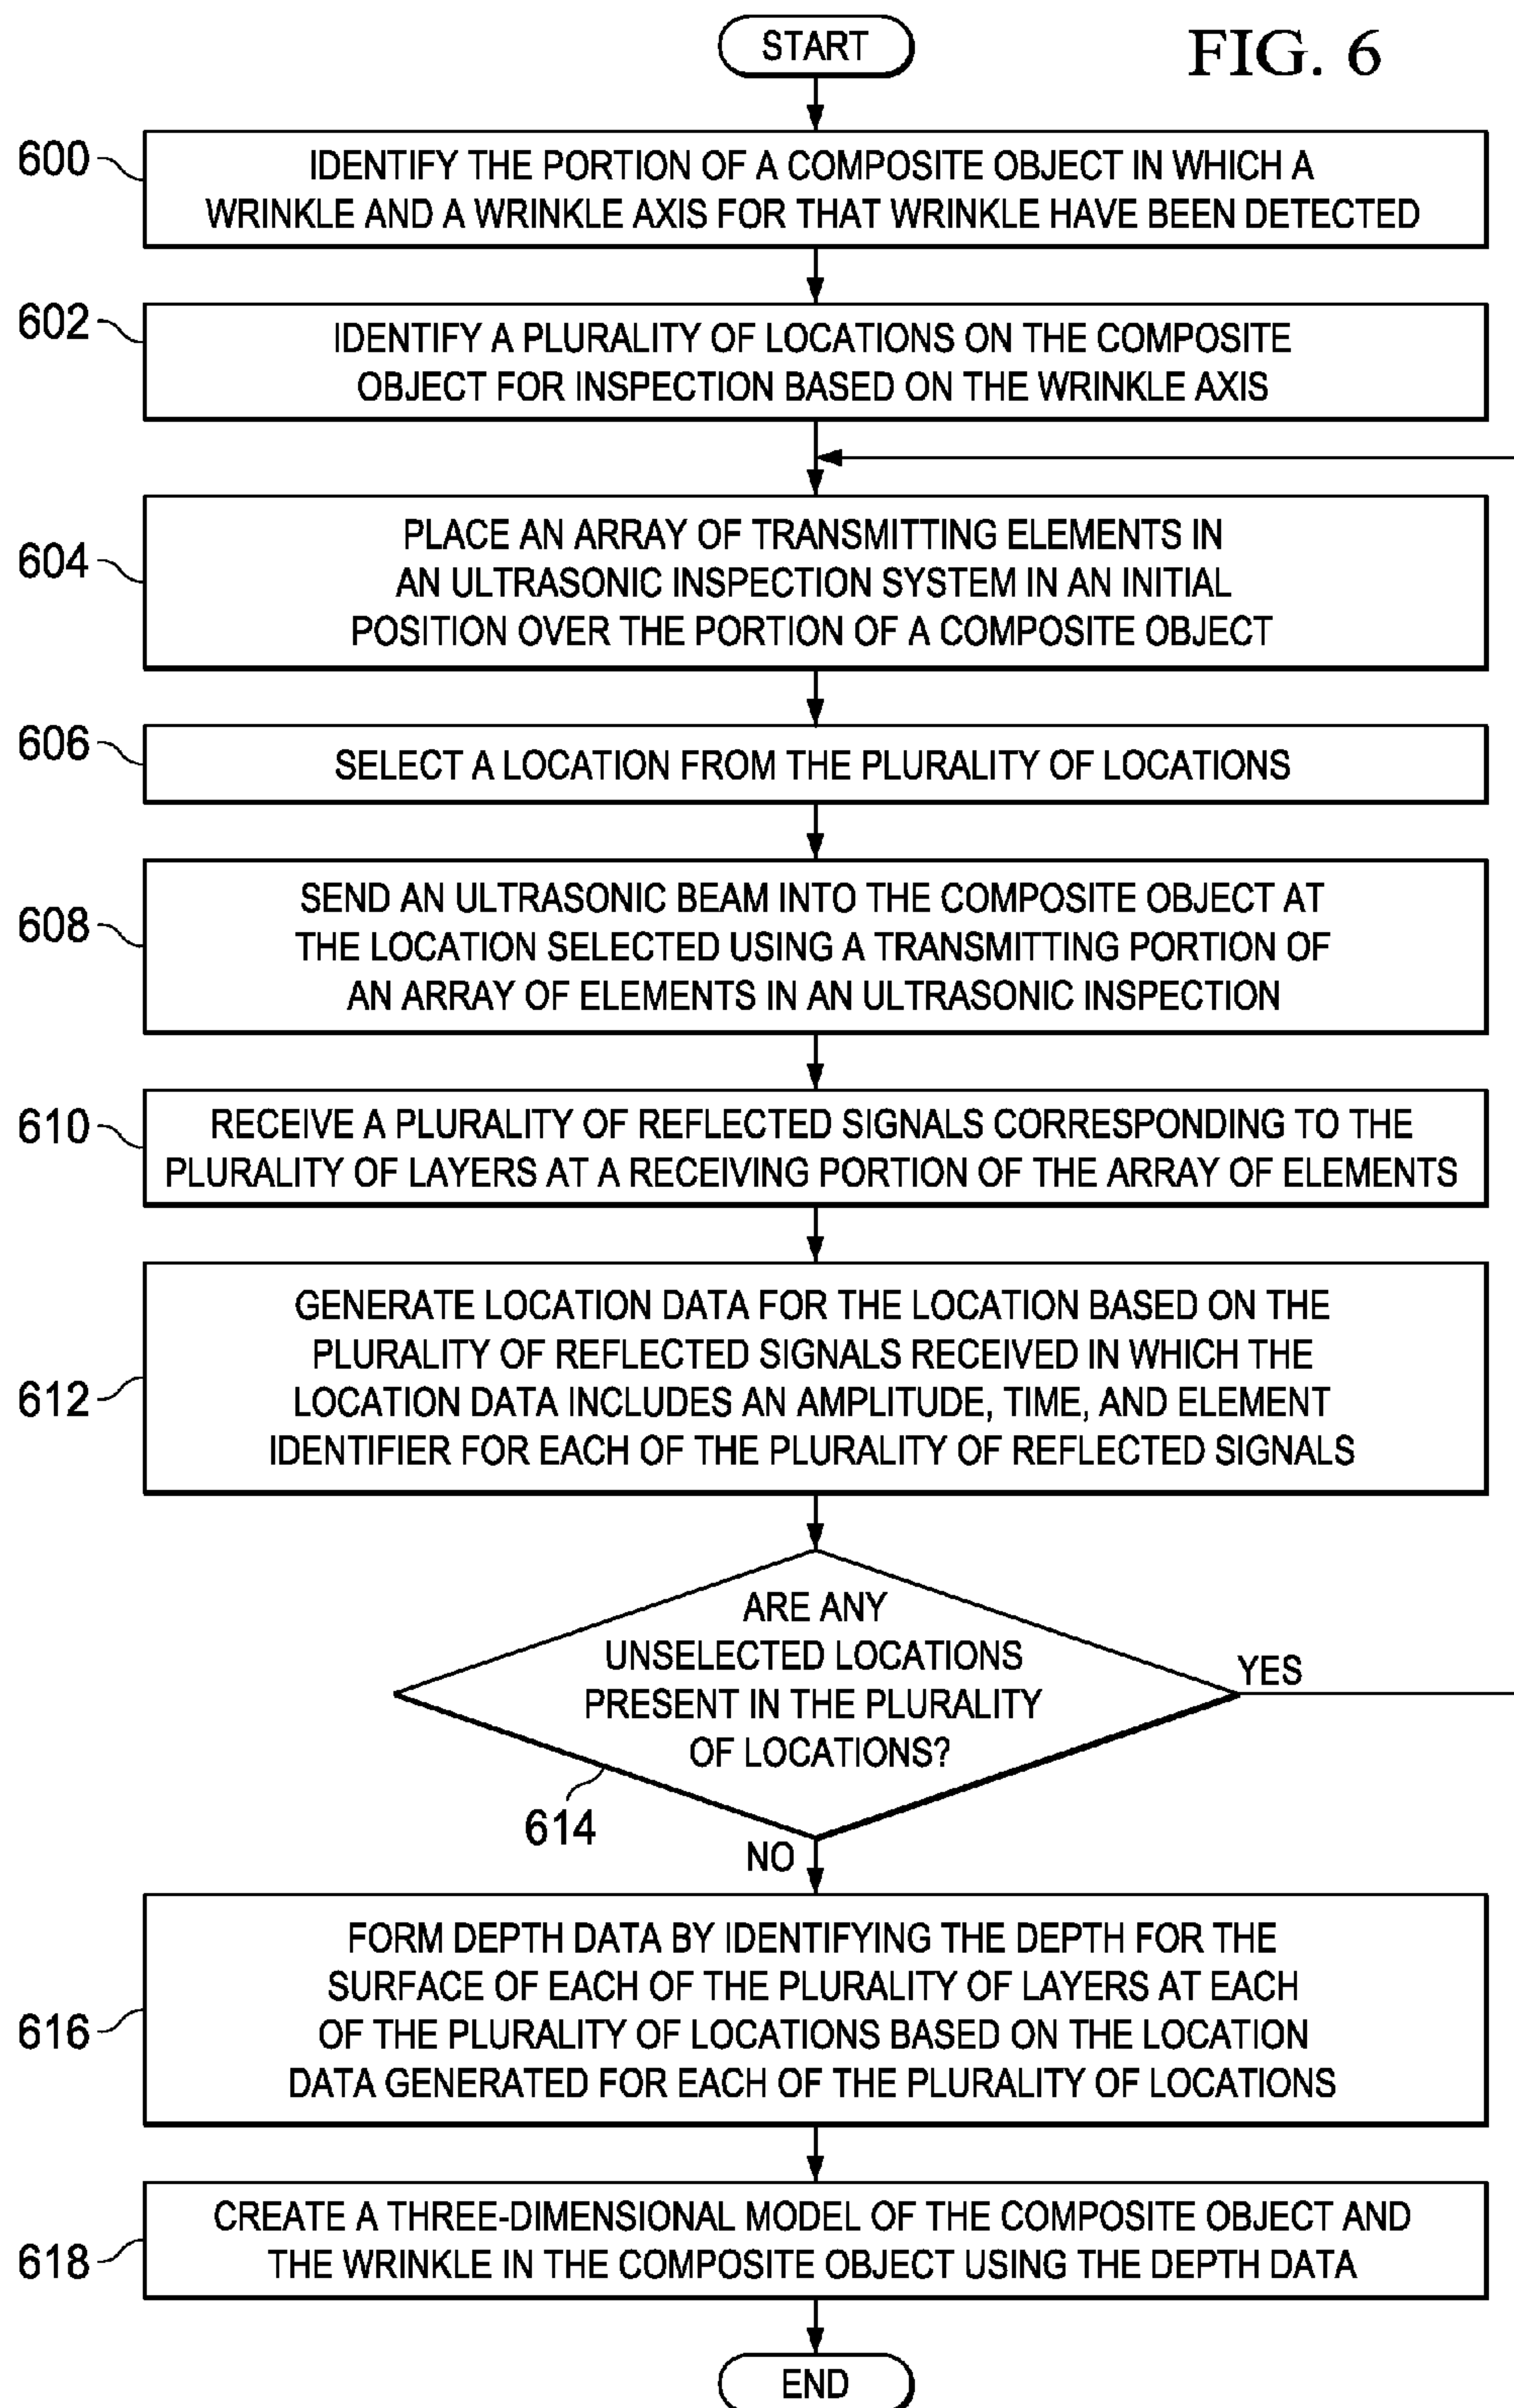 START
FIG. 6
600
IDENTIFY THE PORTION OF A COMPOSITE OBJECT IN WHICH A
WRINKLE AND A WRINKLE AXIS FOR THAT WRINKLE HAVE BEEN DETECTED
602
IDENTIFY A PLURALITY OF LOCATIONS ON THE COMPOSITE
OBJECT FOR INSPECTION BASED ON THE WRINKLE AXIS
604
PLACE AN ARRAY OF TRANSMITTING ELEMENTS IN
AN ULTRASONIC INSPECTION SYSTEM IN AN INITIAL
POSITION OVER THE PORTION OF A COMPOSITE OBJECT
606
SELECT A LOCATION FROM THE PLURALITY OF LOCATIONS
608
SEND AN ULTRASONIC BEAM INTO THE COMPOSITE OBJECT AT
THE LOCATION SELECTED USING A TRANSMITTING PORTION OF
AN ARRAY OF ELEMENTS IN AN ULTRASONIC INSPECTION
610
RECEIVE A PLURALITY OF REFLECTED SIGNALS CORRESPONDING TO THE
PLURALITY OF LAYERS AT A RECEIVING PORTION OF THE ARRAY OF ELEMENTS
612
GENERATE LOCATION DATA FOR THE LOCATION BASED ON THE
PLURALITY OF REFLECTED SIGNALS RECEIVED IN WHICH THE
LOCATION DATA INCLUDES AN AMPLITUDE, TIME, AND ELEMENT
IDENTIFIER FOR EACH OF THE PLURALITY OF REFLECTED SIGNALS
ARE ANY
UNSELECTED LOCATIONS
PRESENT IN THE PLURALITY
OF LOCATIONS?
YES
614
NO
616
FORM DEPTH DATA BY IDENTIFYING THE DEPTH FOR THE
SURFACE OF EACH OF THE PLURALITY OF LAYERS AT EACH
OF THE PLURALITY OF LOCATIONS BASED ON THE LOCATION
DATA GENERATED FOR EACH OF THE PLURALITY OF LOCATIONS
618
CREATE A THREE-DIMENSIONAL MODEL OF THE COMPOSITE OBJECT AND
THE WRINKLE IN THE COMPOSITE OBJECT USING THE DEPTH DATA
END